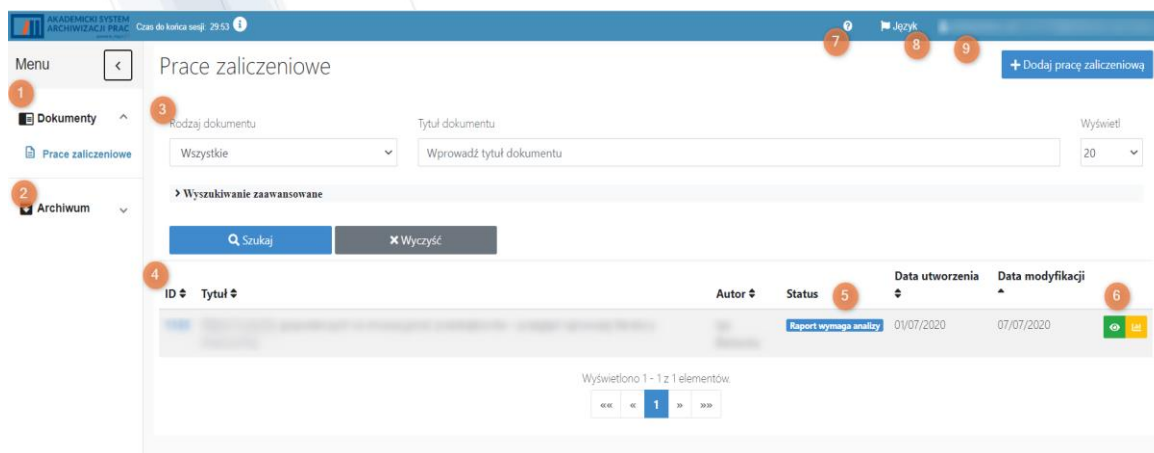 AKADEMICKI SYSTEM
ARCHIWIZACJI PRAC
Czas do końca sesji: 29:53
7
Język
8
9
Menu
Prace zaliczeniowe
Dodaj pracę zaliczeniową
1
Dokumenty
Prace zaliczeniowe
2
Archiwum
3
Rodzaj dokumentu
Tytuł dokumentu
Wyświetl
Wszystkie
Wprowadź tytuł dokumentu
20
Wyszukiwanie zaawansowane
Szukaj
Wyczyść
4
ID
Tytuł
Autor
Status
5
Data utworzenia
Data modyfikacji
6
Raport wymaga analizy
01/07/2020
07/07/2020
Wyświetlono 1 - 1 z 1 elementów.
«« « 1 » »»